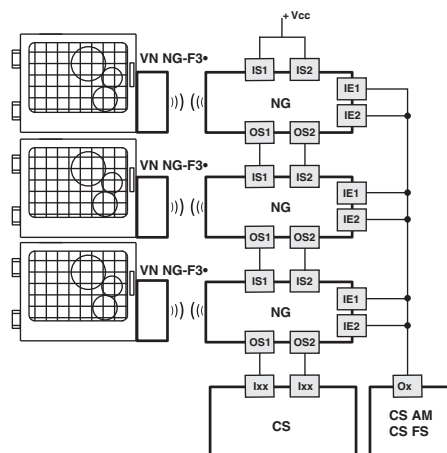 + Vcc
VN NG-F3•
IS1 IS2
IE1
NG
IE2
OS1 OS2
VN NG-F3•
IS1 IS2
IE1
NG
IE2
OS1 OS2
VN NG-F3•
IS1 IS2
IE1
NG
IE2
OS1 OS2
Ixx Ixx
Ox
CS
CS AM
CS FS